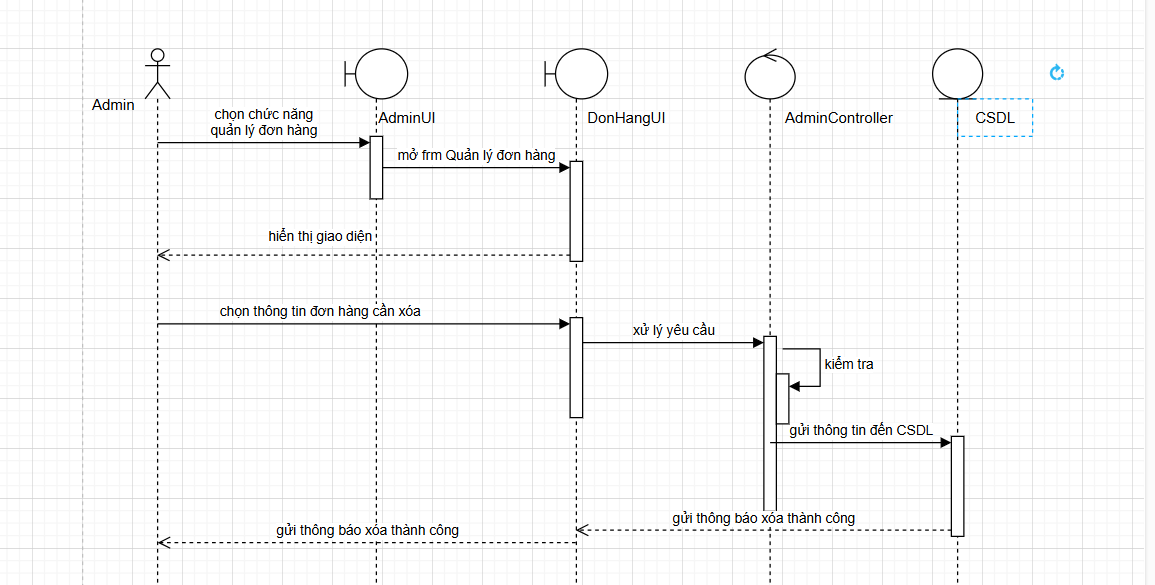 Admin
AdminUI
DonHangUI
AdminController
CSDL
chọn chức năng
quản lý đơn hàng
mở frm Quản lý đơn hàng
hiển thị giao diện
chọn thông tin đơn hàng cần xóa
xử lý yêu cầu
kiểm tra
gửi thông tin đến CSDL
gửi thông báo xóa thành công
gửi thông báo xóa thành công